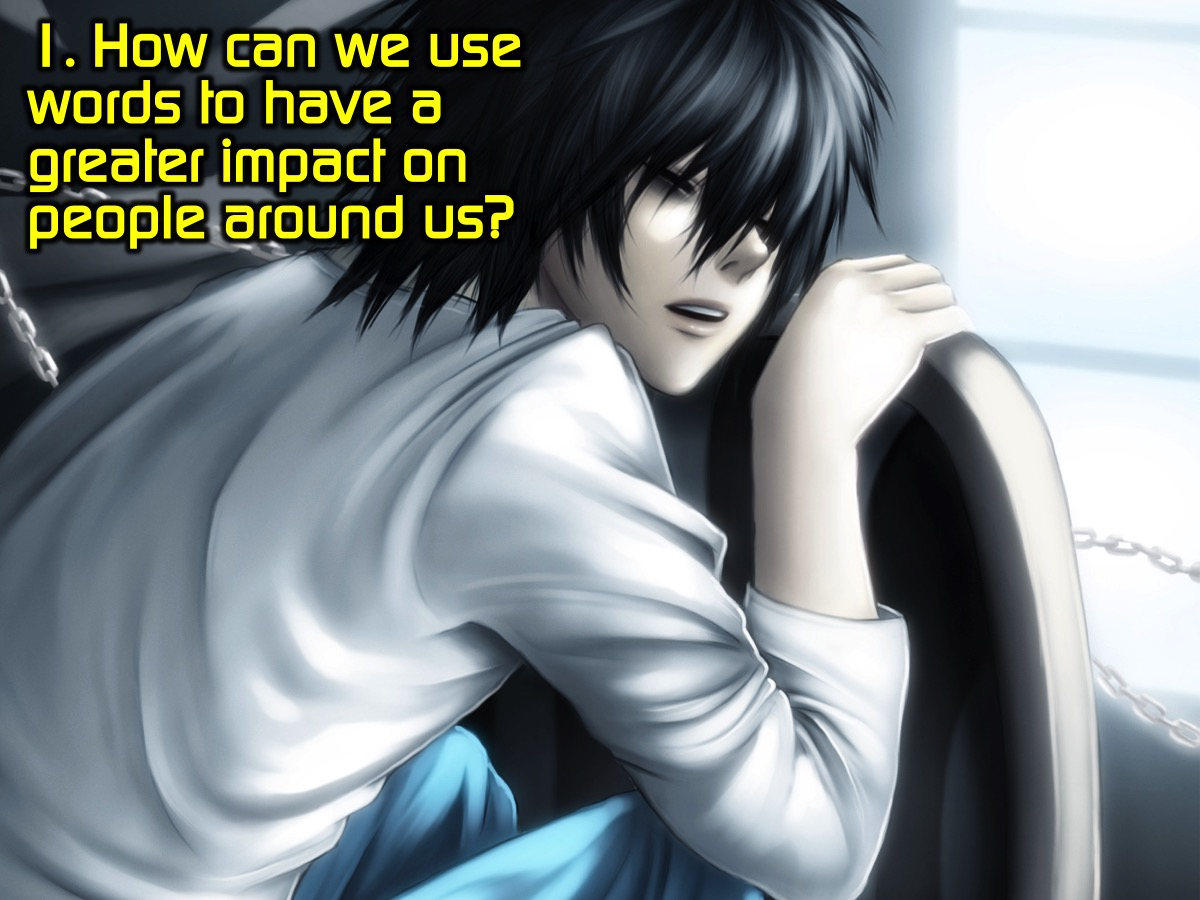 1. How can we use
words to have a
greater impact on
people around us?